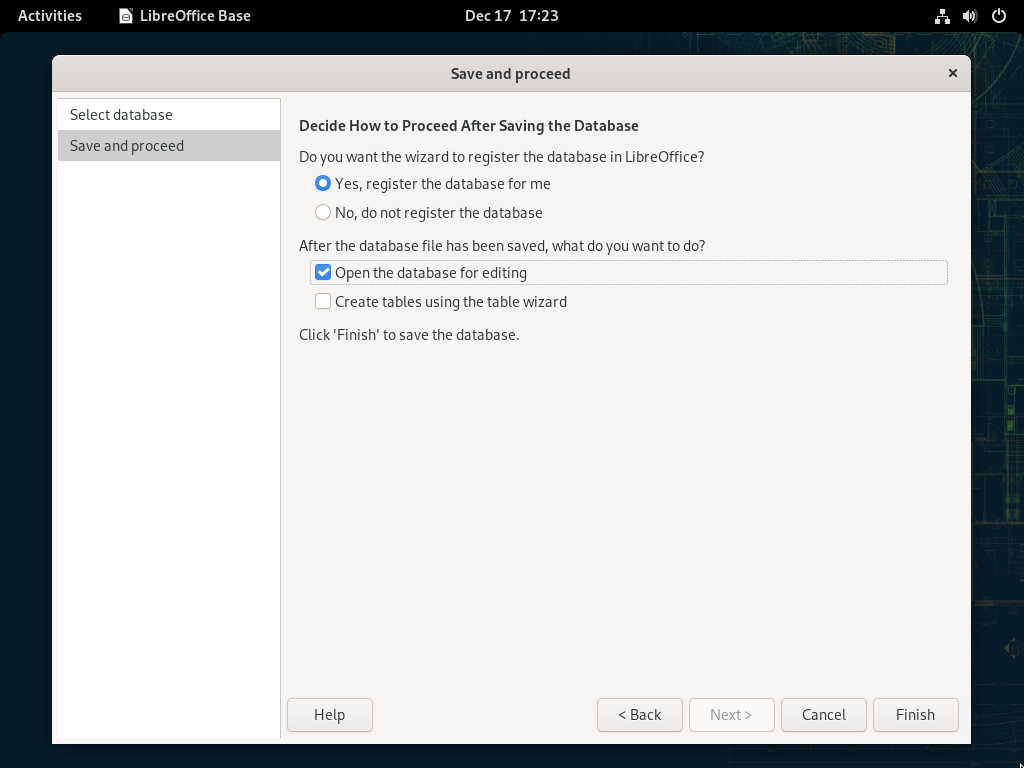 Activities
LibreOffice Base
Dec 17 17:23
Save and proceed
Select database
Save and proceed
Decide How to Proceed After Saving the Database
Do you want the wizard to register the database in LibreOffice?
Yes, register the database for me
No, do not register the database
After the database file has been saved, what do you want to do?
Open the database for editing
Create tables using the table wizard
Click 'Finish' to save the database.
Help
< Back
Next >
Cancel
Finish